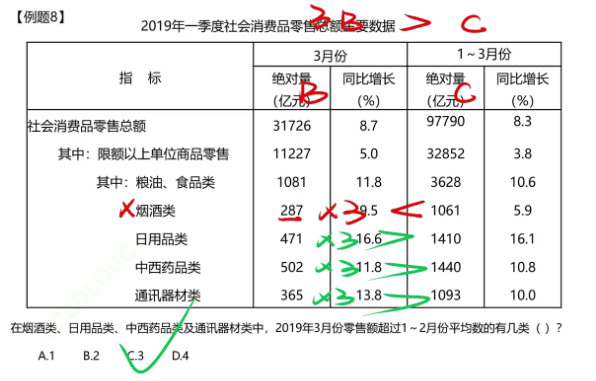 【例题8】
2019年一季度社会消费品零售总额主要数据
3B > C
指 标 3月份 1~3月份
绝对量（亿元） 同比增长（%） 绝对量（亿元） 同比增长（%）
B C
社会消费品零售总额 31726 8.7 97790 8.3
其中：限额以上单位商品零售 11227 5.0 32852 3.8
其中：粮油、食品类 1081 11.8 3628 10.6
×烟酒类 287 ×3 9.5 < 1061 5.9
日用品类 471 ×3 16.6 > 1410 16.1
中西药品类 502 ×3 11.8 > 1440 10.8
通讯器材类 365 ×3 13.8 > 1093 10.0
在烟酒类、日用品类、中西药品类及通讯器材类中，2019年3月份零售额超过1~2月份平均数的有几类（ ）？
A.1 B.2 C.3 D.4